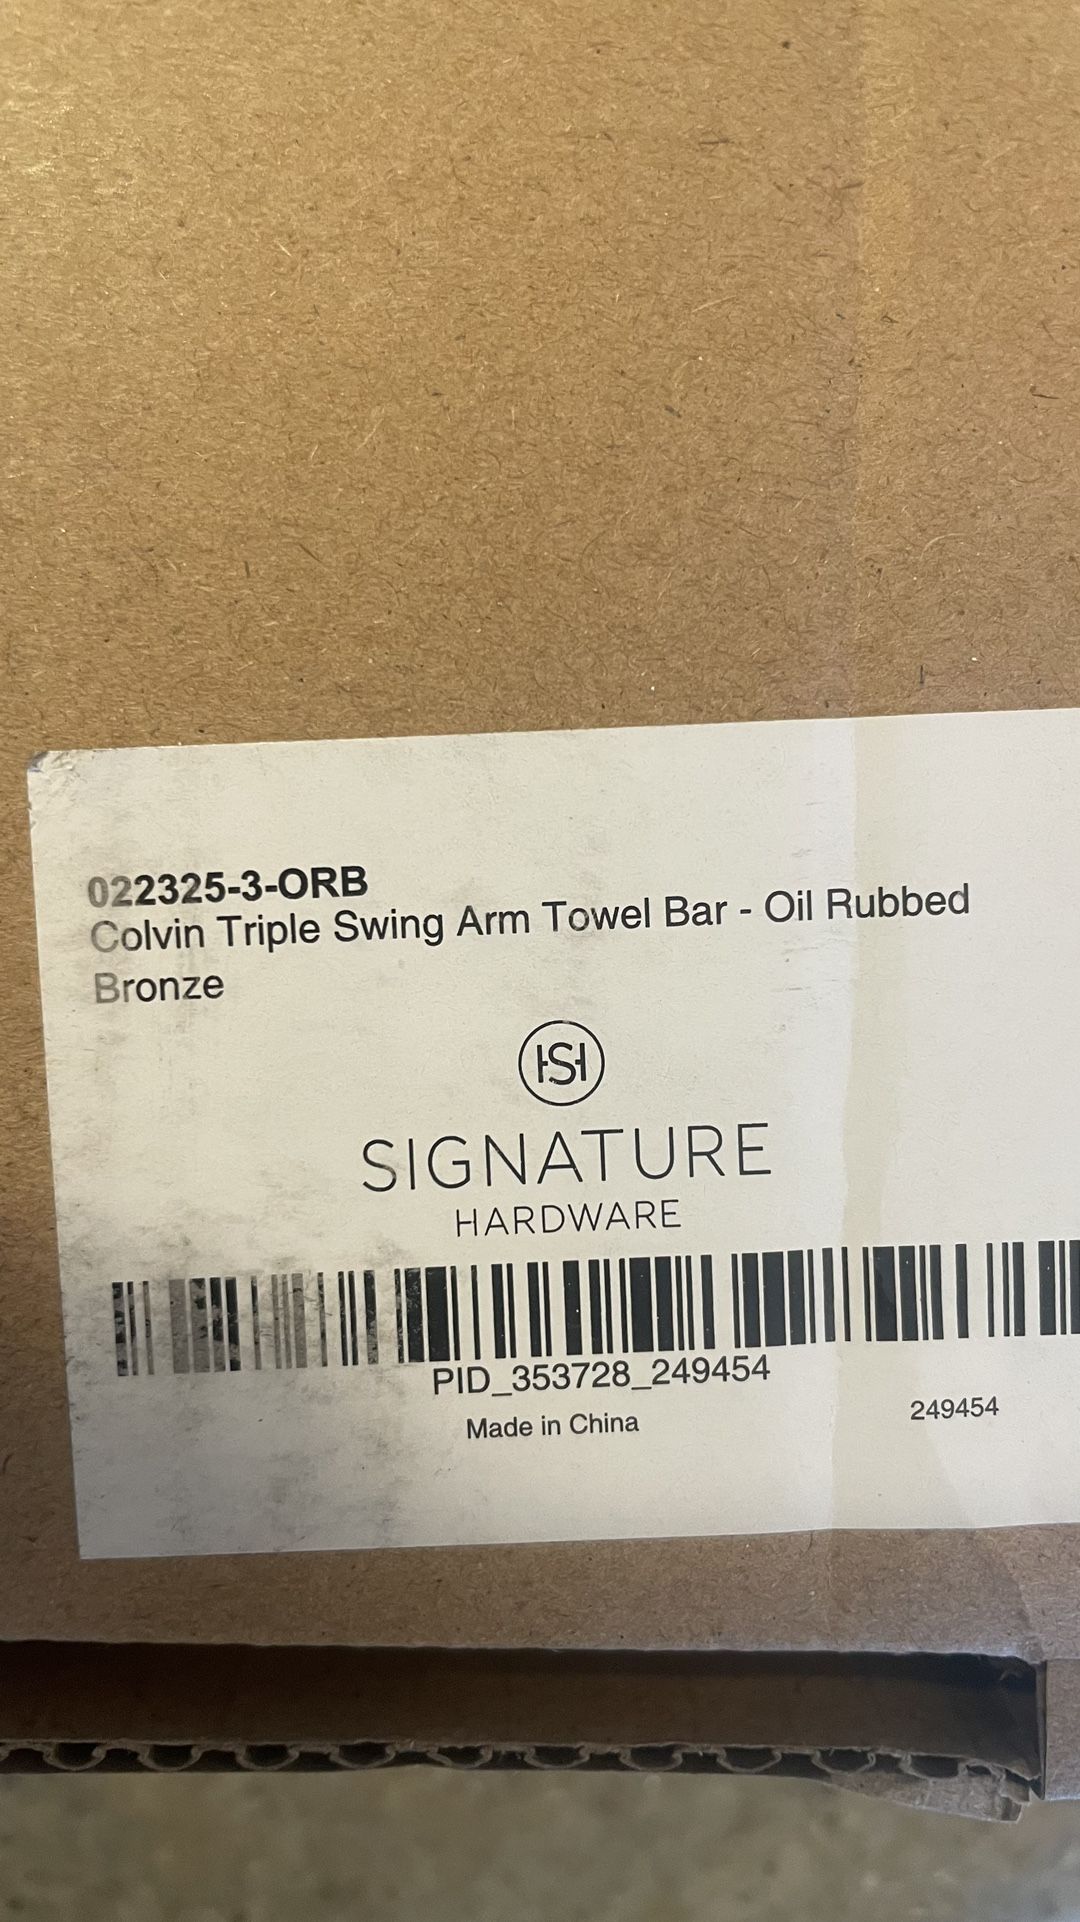 022325-3-ORB
Colvin Triple Swing Arm Towel Bar - Oil Rubbed
Bronze
HSH
SIGNATURE
HARDWARE
PID_353728_249454
Made in China
249454